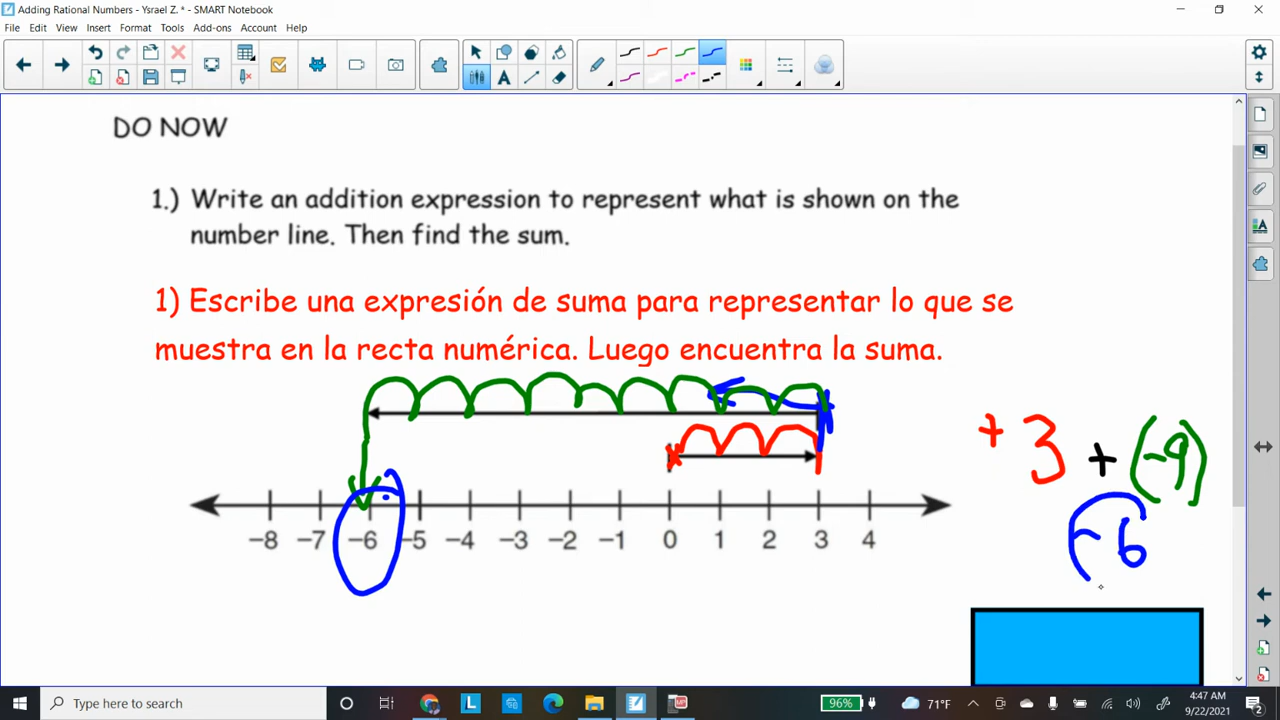 Adding Rational Numbers - Ysrael Z. * - SMART Notebook
File Edit View Insert Format Tools Add-ons Account Help
DO NOW
1.) Write an addition expression to represent what is shown on the
number line. Then find the sum.
1) Escribe una expresión de suma para representar lo que se
muestra en la recta numérica. Luego encuentra la suma.
+ 3 + (-9)
-6
-8 -7 -6 -5 -4 -3 -2 -1 0 1 2 3 4
Type here to search
96%
71°F
4:47 AM
9/22/2021
2